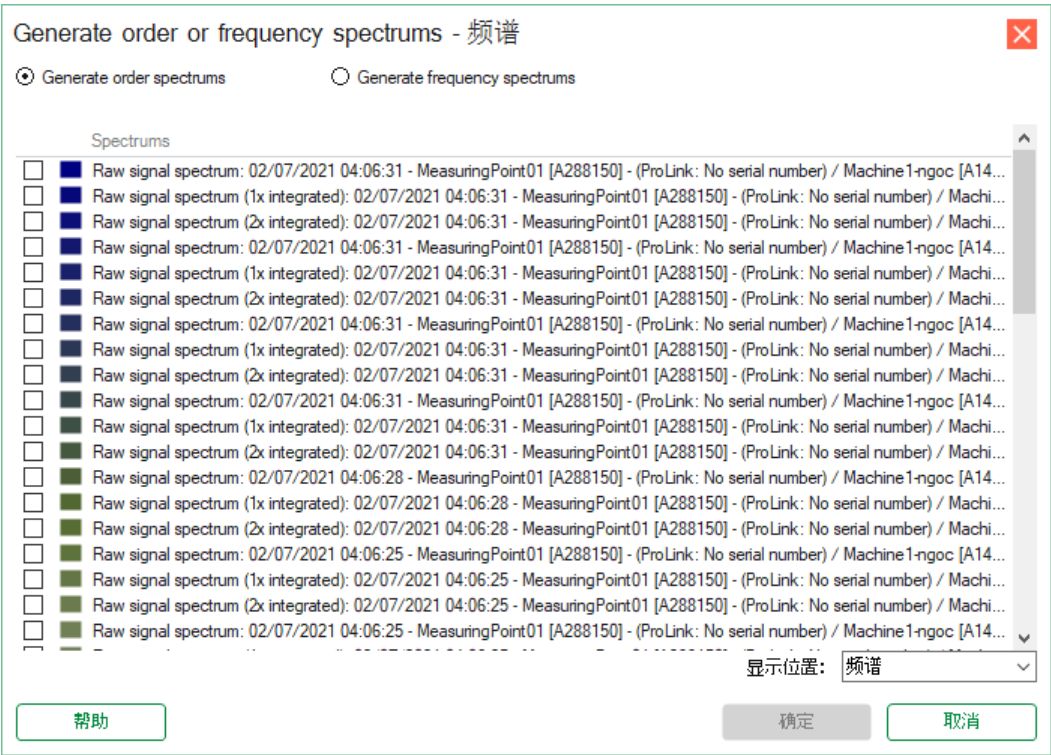 Generate order or frequency spectrums - 频谱
Generate order spectrums Generate frequency spectrums
Spectrums
Raw signal spectrum: 02/07/2021 04:06:31 - MeasuringPoint01 [A288150] - (ProLink: No serial number) / Machine1-ngoc [A14...
Raw signal spectrum (1x integrated): 02/07/2021 04:06:31 - MeasuringPoint01 [A288150] - (ProLink: No serial number) / Machi...
Raw signal spectrum (2x integrated): 02/07/2021 04:06:31 - MeasuringPoint01 [A288150] - (ProLink: No serial number) / Machi...
Raw signal spectrum: 02/07/2021 04:06:31 - MeasuringPoint01 [A288150] - (ProLink: No serial number) / Machine1-ngoc [A14...
Raw signal spectrum (1x integrated): 02/07/2021 04:06:31 - MeasuringPoint01 [A288150] - (ProLink: No serial number) / Machi...
Raw signal spectrum (2x integrated): 02/07/2021 04:06:31 - MeasuringPoint01 [A288150] - (ProLink: No serial number) / Machi...
Raw signal spectrum: 02/07/2021 04:06:31 - MeasuringPoint01 [A288150] - (ProLink: No serial number) / Machine1-ngoc [A14...
Raw signal spectrum (1x integrated): 02/07/2021 04:06:31 - MeasuringPoint01 [A288150] - (ProLink: No serial number) / Machi...
Raw signal spectrum (2x integrated): 02/07/2021 04:06:31 - MeasuringPoint01 [A288150] - (ProLink: No serial number) / Machi...
Raw signal spectrum: 02/07/2021 04:06:31 - MeasuringPoint01 [A288150] - (ProLink: No serial number) / Machine1-ngoc [A14...
Raw signal spectrum (1x integrated): 02/07/2021 04:06:31 - MeasuringPoint01 [A288150] - (ProLink: No serial number) / Machi...
Raw signal spectrum (2x integrated): 02/07/2021 04:06:31 - MeasuringPoint01 [A288150] - (ProLink: No serial number) / Machi...
Raw signal spectrum: 02/07/2021 04:06:28 - MeasuringPoint01 [A288150] - (ProLink: No serial number) / Machine1-ngoc [A14...
Raw signal spectrum (1x integrated): 02/07/2021 04:06:28 - MeasuringPoint01 [A288150] - (ProLink: No serial number) / Machi...
Raw signal spectrum (2x integrated): 02/07/2021 04:06:28 - MeasuringPoint01 [A288150] - (ProLink: No serial number) / Machi...
Raw signal spectrum: 02/07/2021 04:06:25 - MeasuringPoint01 [A288150] - (ProLink: No serial number) / Machine1-ngoc [A14...
Raw signal spectrum (1x integrated): 02/07/2021 04:06:25 - MeasuringPoint01 [A288150] - (ProLink: No serial number) / Machi...
Raw signal spectrum (2x integrated): 02/07/2021 04:06:25 - MeasuringPoint01 [A288150] - (ProLink: No serial number) / Machi...
Raw signal spectrum: 02/07/2021 04:06:25 - MeasuringPoint01 [A288150] - (ProLink: No serial number) / Machine1-ngoc [A14...
显示位置: 频谱
帮助 确定 取消